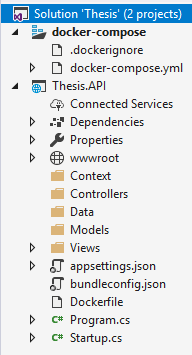 Solution 'Thesis' (2 projects)
docker-compose
.dockerignore
docker-compose.yml
Thesis.API
Connected Services
Dependencies
Properties
wwwroot
Context
Controllers
Data
Models
Views
appsettings.json
bundleconfig.json
Dockerfile
C# Program.cs
C# Startup.cs